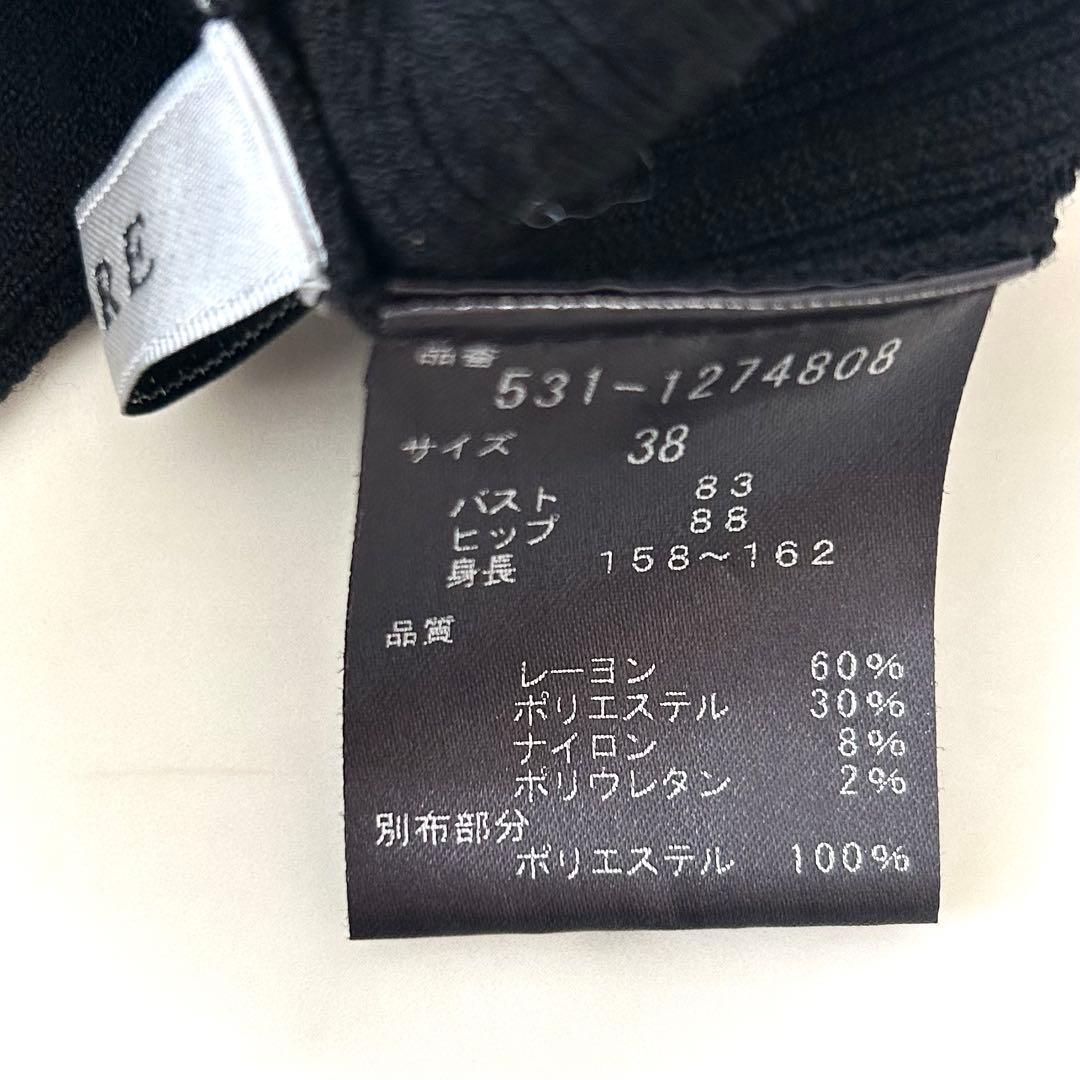 RE
品番
531-1274808
サイズ 38
バスト 83
ヒップ 88
身長 158〜162
品質
レーヨン 60%
ポリエステル 30%
ナイロン 8%
ポリウレタン 2%
別布部分
ポリエステル 100%